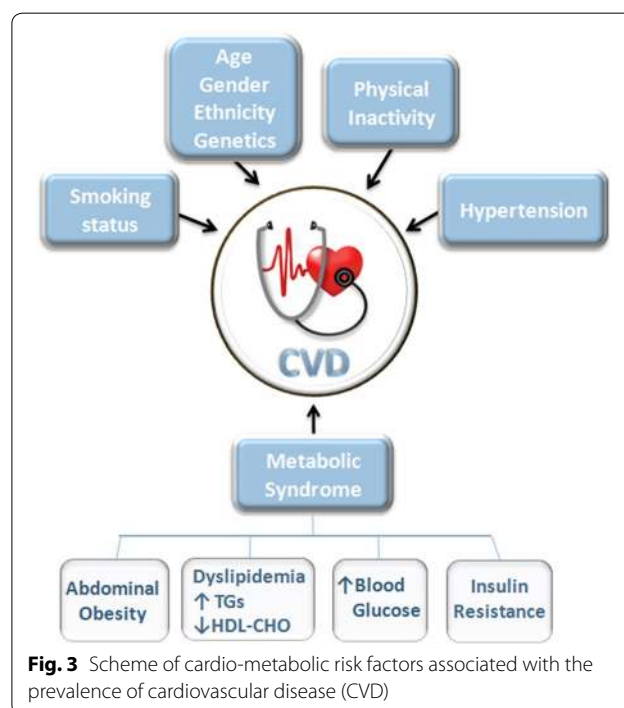 Age
Gender
Ethnicity
Genetics
Physical
Inactivity
Smoking
status
Hypertension
CVD
Metabolic
Syndrome
Abdominal
Obesity
Dyslipidemia
↑ TGs
↓HDL-CHO
↑Blood
Glucose
Insulin
Resistance
Fig. 3 Scheme of cardio-metabolic risk factors associated with the
prevalence of cardiovascular disease (CVD)